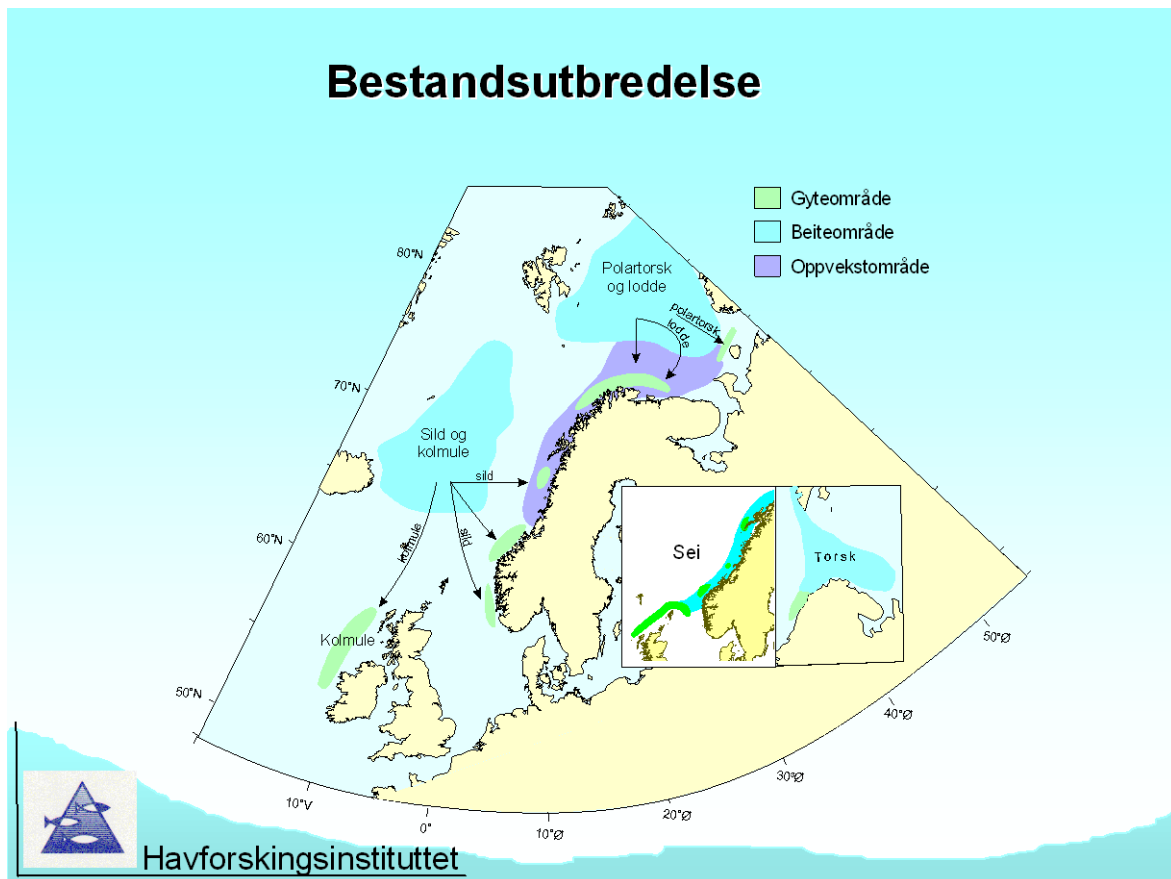 Bestandsutbredelse
Gyteområde
Beiteområde
Oppvekstområde
80°N
70°N
60°N
50°N
10°V
0°
10°Ø
20°Ø
30°Ø
40°Ø
50°Ø
Polartorsk
og lodde
polartorsk
lodde
Sild og
kolmule
sild
sild
kolmule
Kolmule
Sei
Torsk
Havforskingsinstituttet